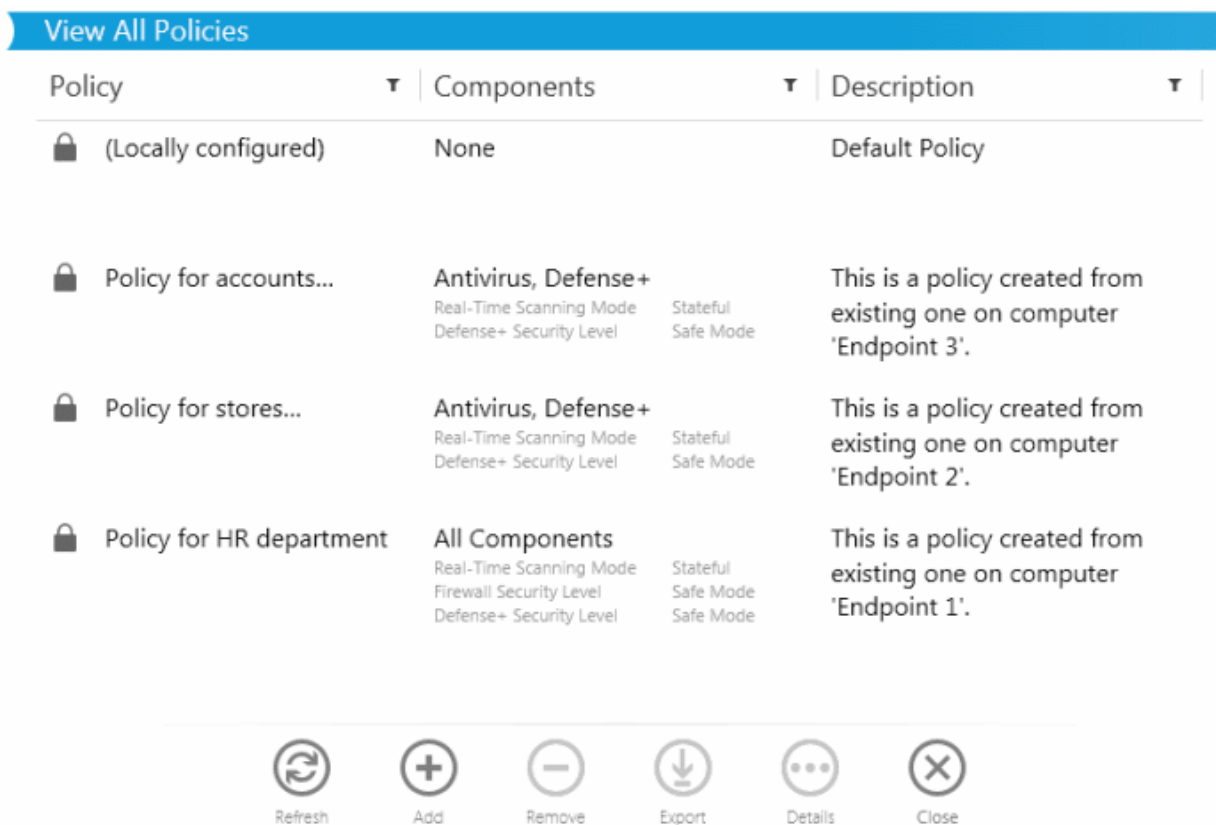 View All Policies
Policy Components Description
(Locally configured) None Default Policy
Policy for accounts... Antivirus, Defense+ This is a policy created from
Real-Time Scanning Mode Stateful existing one on computer
Defense+ Security Level Safe Mode 'Endpoint 3'.
Policy for stores... Antivirus, Defense+ This is a policy created from
Real-Time Scanning Mode Stateful existing one on computer
Defense+ Security Level Safe Mode 'Endpoint 2'.
Policy for HR department All Components This is a policy created from
Real-Time Scanning Mode Stateful existing one on computer
Firewall Security Level Safe Mode 'Endpoint 1'.
Defense+ Security Level Safe Mode
Refresh Add Remove Export Details Close